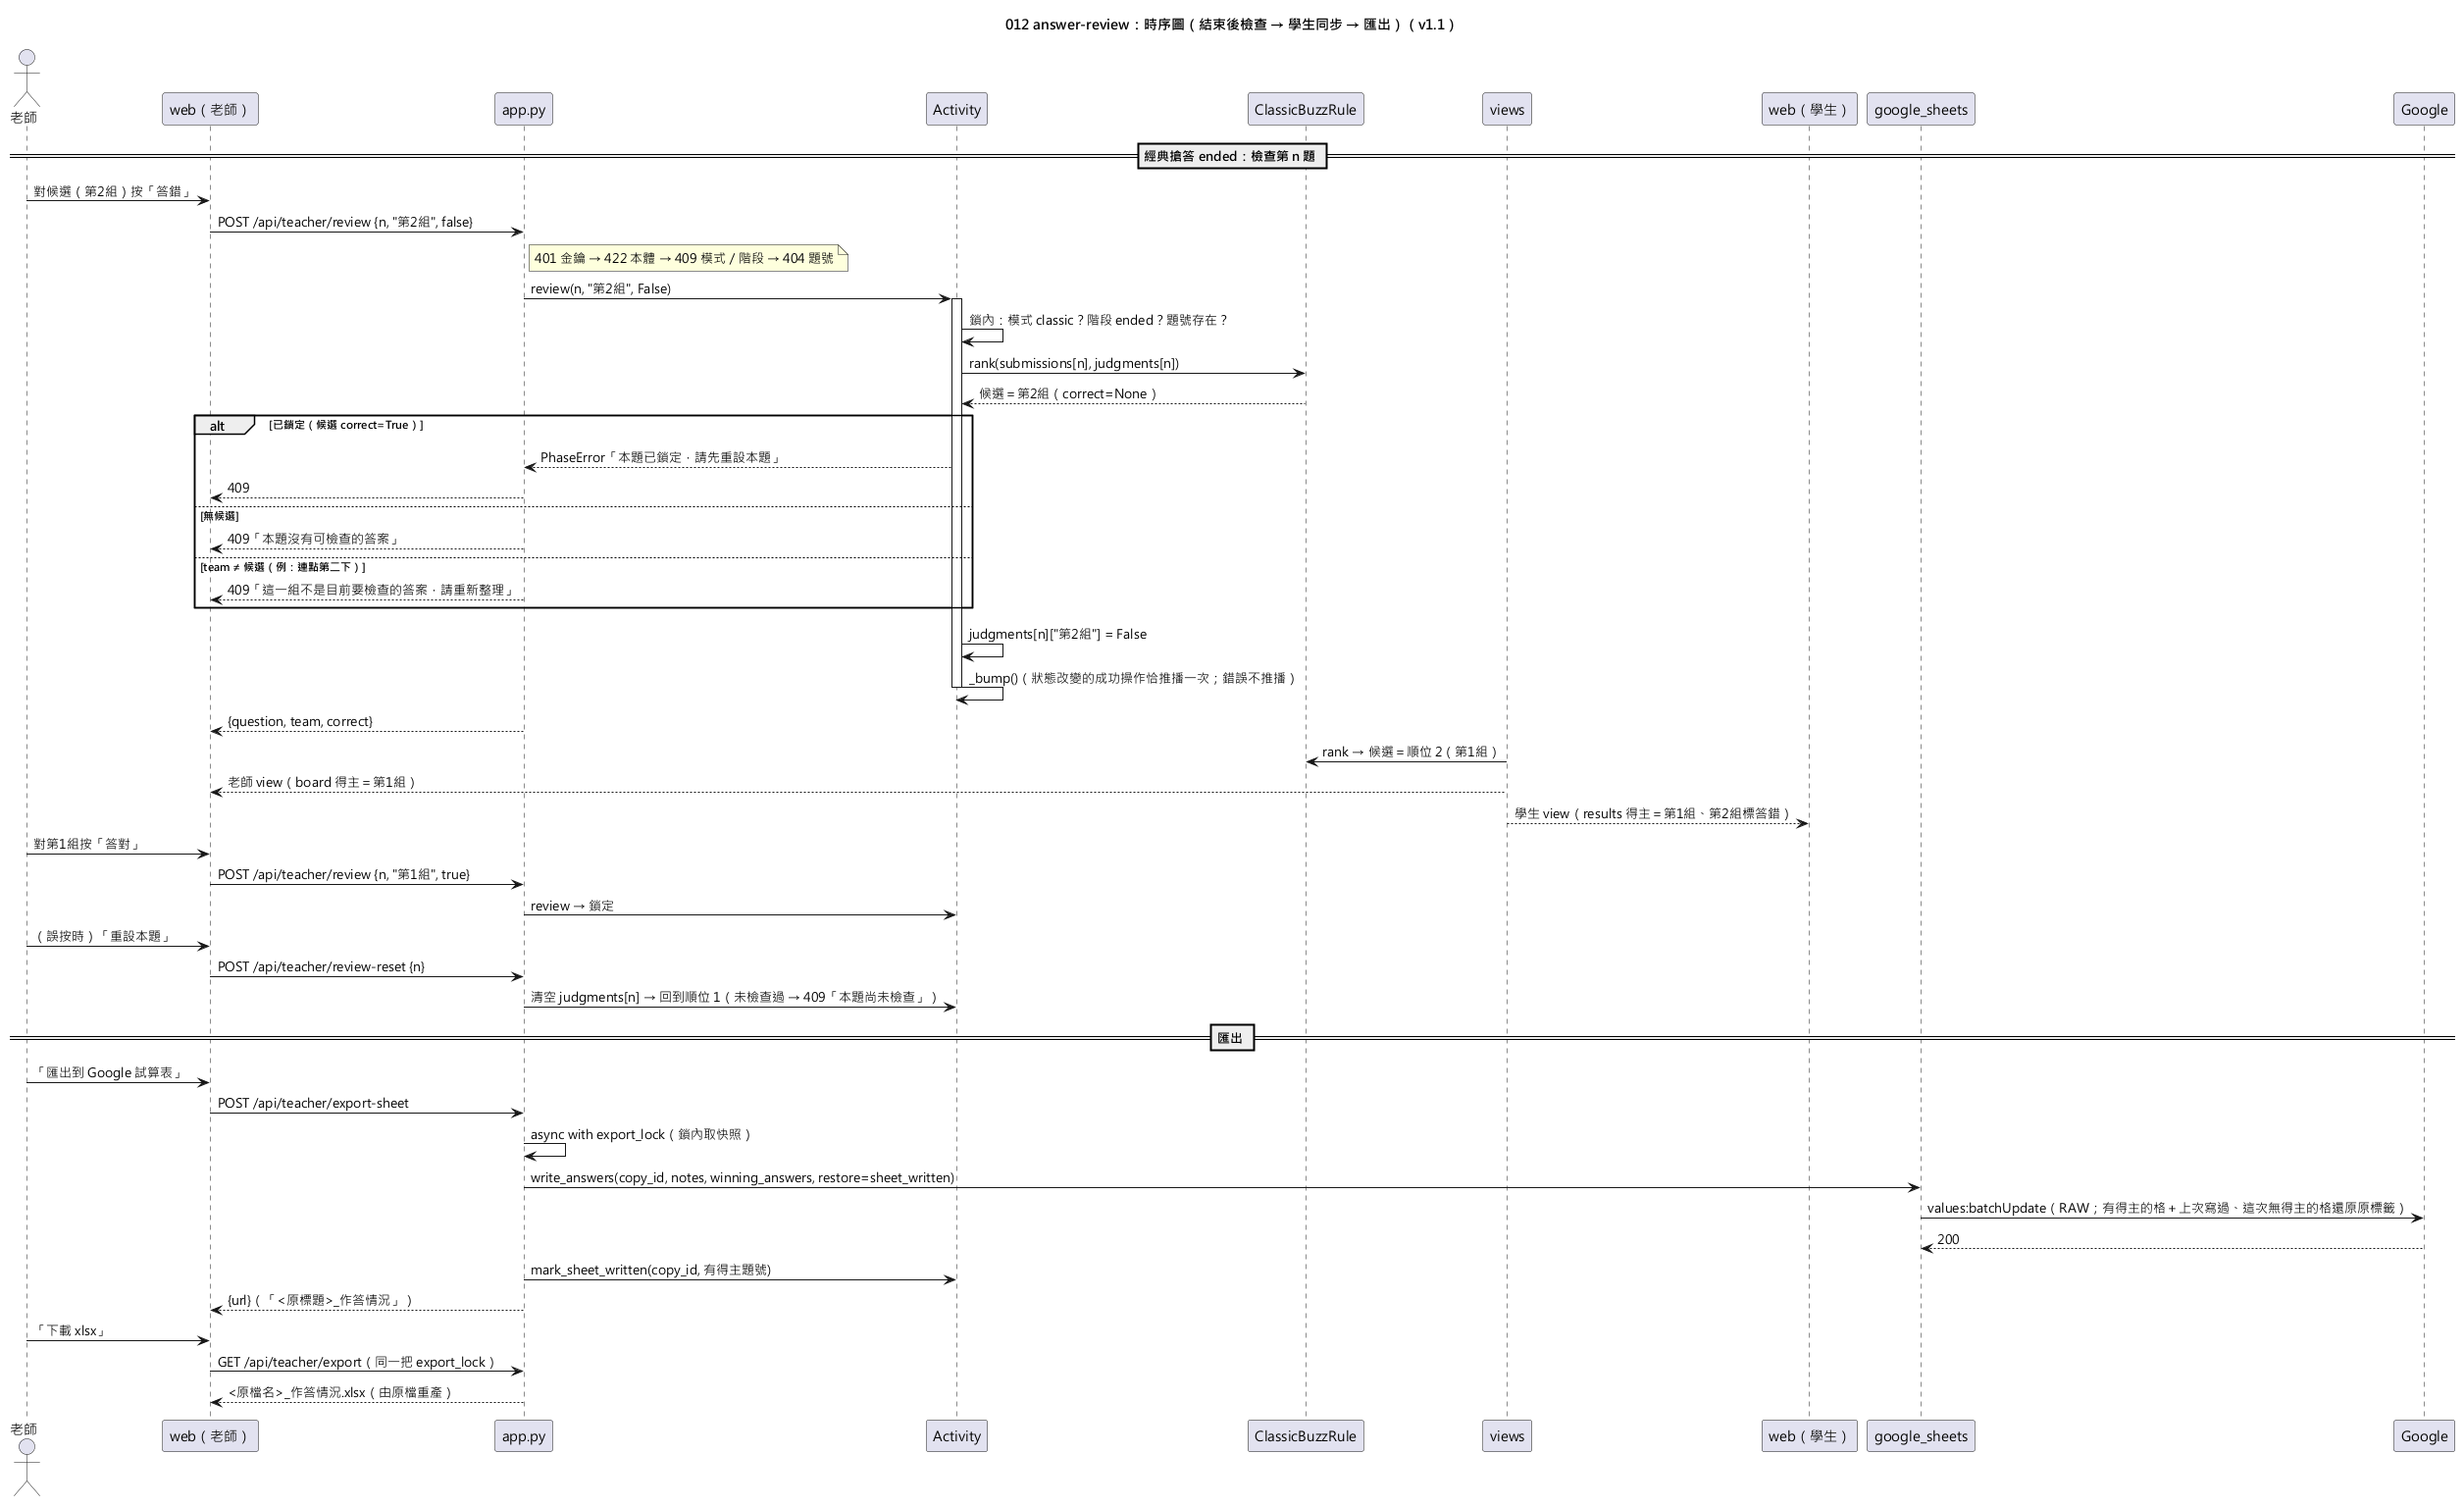 012 answer-review：時序圖（結束後檢查 → 學生同步 → 匯出）（v1.1）
老師
web（老師）
app.py
Activity
ClassicBuzzRule
views
web（學生）
google_sheets
Google
經典搶答 ended：檢查第 n 題
對候選（第2組）按「答錯」
POST /api/teacher/review {n, "第2組", false}
401 金鑰 → 422 本體 → 409 模式 / 階段 → 404 題號
review(n, "第2組", False)
鎖內：模式 classic？階段 ended？題號存在？
rank(submissions[n], judgments[n])
候選 = 第2組（correct=None）
alt [已鎖定（候選 correct=True）]
PhaseError「本題已鎖定，請先重設本題」
409
[無候選]
409「本題沒有可檢查的答案」
[team ≠ 候選（例：連點第二下）]
409「這一組不是目前要檢查的答案，請重新整理」
judgments[n]["第2組"] = False
_bump()（狀態改變的成功操作恰推播一次；錯誤不推播）
{question, team, correct}
rank → 候選 = 順位 2（第1組）
老師 view（board 得主 = 第1組）
學生 view（results 得主 = 第1組、第2組標答錯）
對第1組按「答對」
POST /api/teacher/review {n, "第1組", true}
review → 鎖定
（誤按時）「重設本題」
POST /api/teacher/review-reset {n}
清空 judgments[n] → 回到順位 1（未檢查過 → 409「本題尚未檢查」）
匯出
「匯出到 Google 試算表」
POST /api/teacher/export-sheet
async with export_lock（鎖內取快照）
write_answers(copy_id, notes, winning_answers, restore=sheet_written)
values:batchUpdate（RAW；有得主的格 + 上次寫過、這次無得主的格還原原標籤）
200
mark_sheet_written(copy_id, 有得主題號)
{url}（「<原標題>_作答情況」）
「下載 xlsx」
GET /api/teacher/export（同一把 export_lock）
<原檔名>_作答情況.xlsx（由原檔重產）
老師
web（老師）
app.py
Activity
ClassicBuzzRule
views
web（學生）
google_sheets
Google